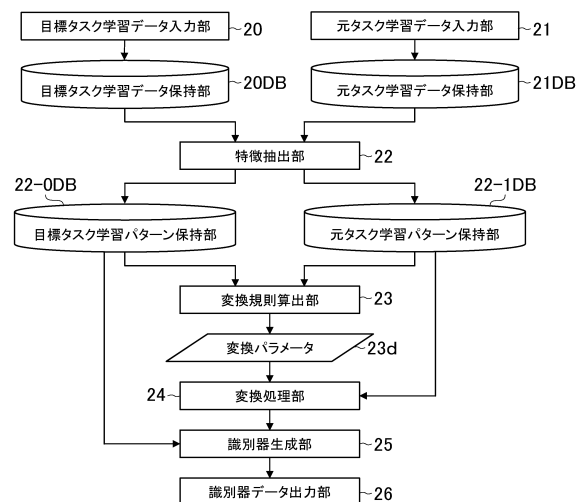 目標タスク学習データ入力部 20
元タスク学習データ入力部 21
目標タスク学習データ保持部 20DB
元タスク学習データ保持部 21DB
特徴抽出部 22
22-0DB
22-1DB
目標タスク学習パターン保持部
元タスク学習パターン保持部
変換規則算出部 23
変換パラメータ 23d
24 変換処理部
識別器生成部 25
識別器データ出力部 26